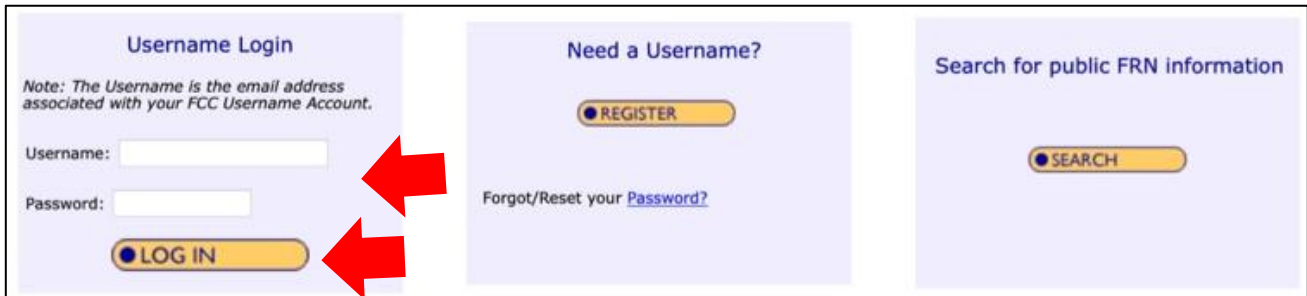 Username Login
Note: The Username is the email address
associated with your FCC Username Account.
Username:
Password:
LOG IN
Need a Username?
REGISTER
Forgot/Reset your Password?
Search for public FRN information
SEARCH